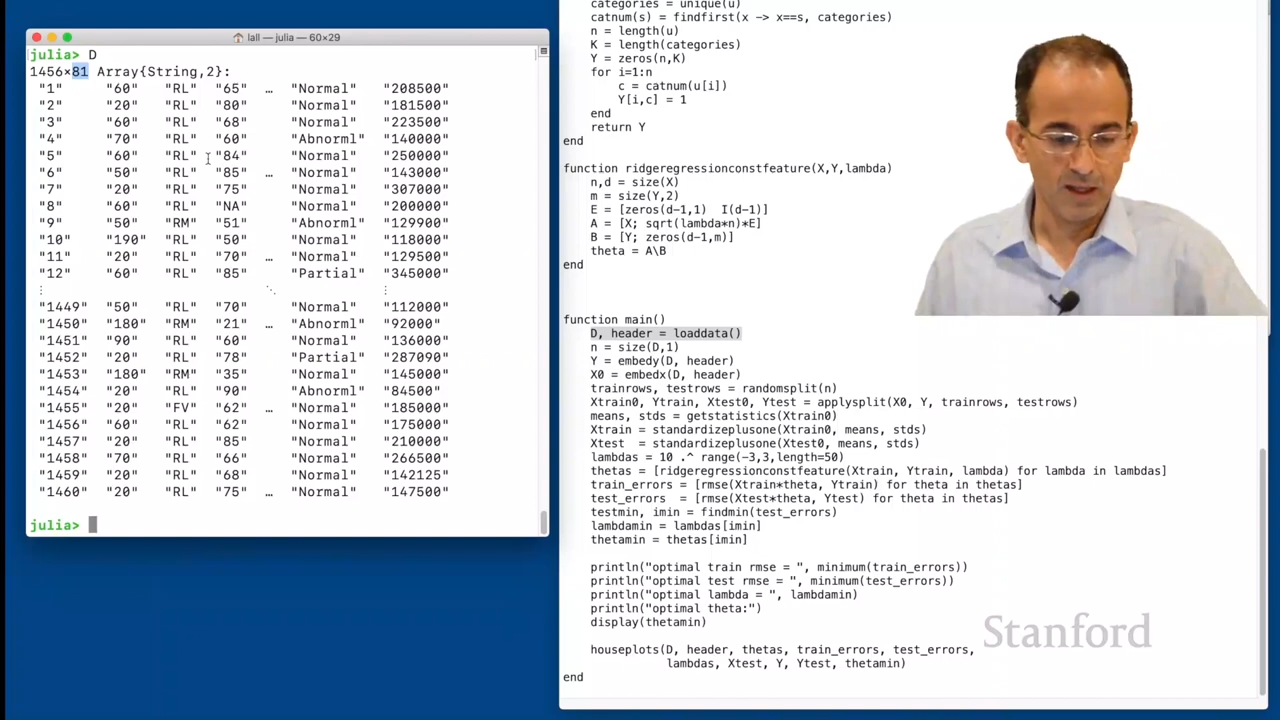 lall — julia — 60×29
julia> D
1456×81 Array{String,2}:
"1" "60" "RL" "65" … "Normal" "208500"
"2" "20" "RL" "80" "Normal" "181500"
"3" "60" "RL" "68" "Normal" "223500"
"4" "70" "RL" "60" "Abnorml" "140000"
"5" "60" "RL" "84" "Normal" "250000"
"6" "50" "RL" "85" … "Normal" "143000"
"7" "20" "RL" "75" "Normal" "307000"
"8" "60" "RL" "NA" "Normal" "200000"
"9" "50" "RM" "51" "Abnorml" "129900"
"10" "190" "RL" "50" "Normal" "118000"
"11" "20" "RL" "70" … "Normal" "129500"
"12" "60" "RL" "85" "Partial" "345000"
⋮ ⋱ ⋮
"1449" "50" "RL" "70" "Normal" "112000"
"1450" "180" "RM" "21" … "Abnorml" "92000"
"1451" "90" "RL" "60" "Normal" "136000"
"1452" "20" "RL" "78" "Partial" "287090"
"1453" "180" "RM" "35" "Normal" "145000"
"1454" "20" "RL" "90" "Abnorml" "84500"
"1455" "20" "FV" "62" … "Normal" "185000"
"1456" "60" "RL" "62" "Normal" "175000"
"1457" "20" "RL" "85" "Normal" "210000"
"1458" "70" "RL" "66" "Normal" "266500"
"1459" "20" "RL" "68" "Normal" "142125"
"1460" "20" "RL" "75" … "Normal" "147500"
julia>
categories = unique(u)
catnum(s) = findfirst(x -> x==s, categories)
n = length(u)
K = length(categories)
Y = zeros(n,K)
for i=1:n
c = catnum(u[i])
Y[i,c] = 1
end
return Y
end
function ridgeregressionconstfeature(X,Y,lambda)
n,d = size(X)
m = size(Y,2)
E = [zeros(d-1,1) I(d-1)]
A = [X; sqrt(lambda*n)*E]
B = [Y; zeros(d-1,m)]
theta = A\B
end
function main()
D, header = loaddata()
n = size(D,1)
Y = embedy(D, header)
X0 = embedx(D, header)
trainrows, testrows = randomsplit(n)
Xtrain0, Ytrain, Xtest0, Ytest = applysplit(X0, Y, trainrows, testrows)
means, stds = getstatistics(Xtrain0)
Xtrain = standardizeplusone(Xtrain0, means, stds)
Xtest = standardizeplusone(Xtest0, means, stds)
lambdas = 10 .^ range(-3,3,length=50)
thetas = [ridgeregressionconstfeature(Xtrain, Ytrain, lambda) for lambda in lambdas]
train_errors = [rmse(Xtrain*theta, Ytrain) for theta in thetas]
test_errors = [rmse(Xtest*theta, Ytest) for theta in thetas]
testmin, imin = findmin(test_errors)
lambdamin = lambdas[imin]
thetamin = thetas[imin]
println("optimal train rmse = ", minimum(train_errors))
println("optimal test rmse = ", minimum(test_errors))
println("optimal lambda = ", lambdamin)
println("optimal theta:")
display(thetamin)
houseplots(D, header, thetas, train_errors, test_errors,
lambdas, Xtest, Y, Ytest, thetamin)
end
Stanford